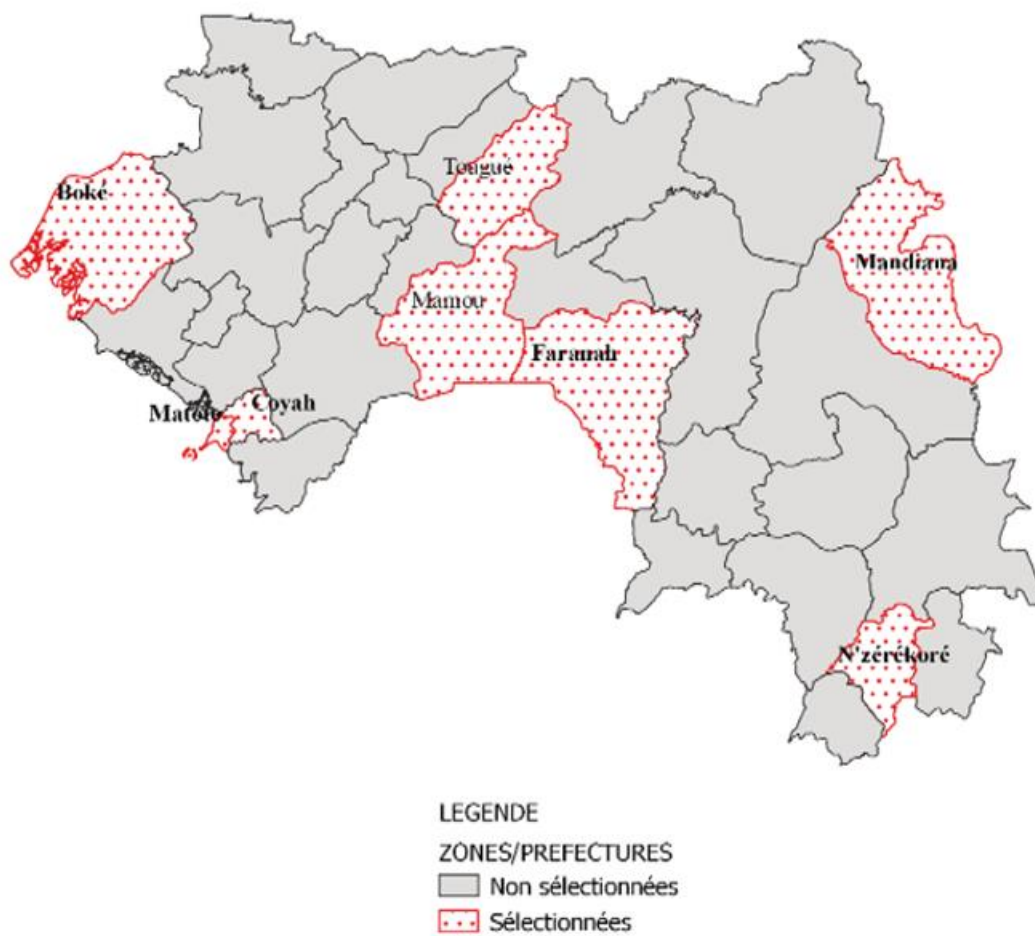 Tougué
Boké
Mandiana
Mamou
Faranah
Matoto
Coyah
N'zérékoré
LEGENDE
ZONES/PREFECTURES
Non sélectionnées
Sélectionnées